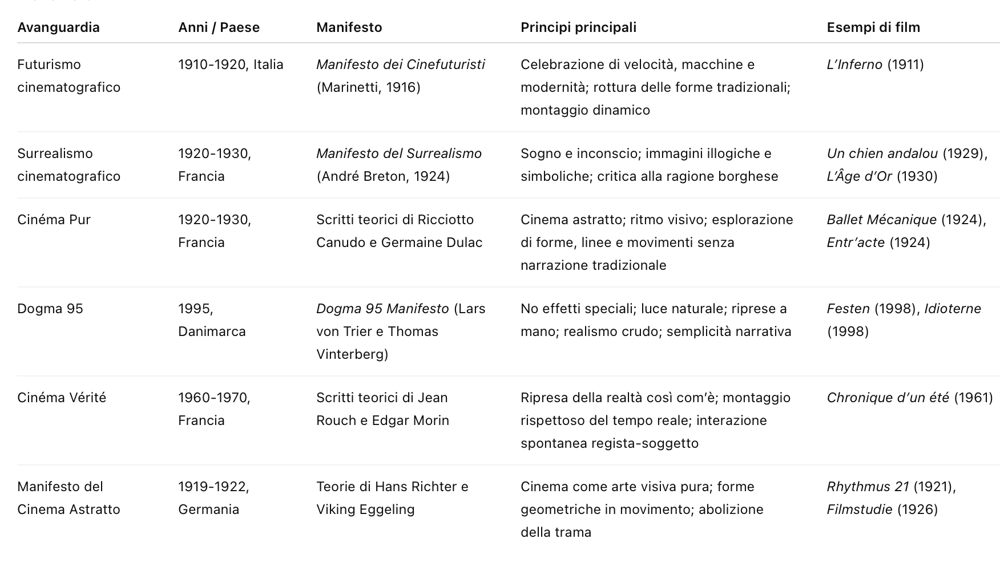 Avanguardia Anni / Paese Manifesto Principi principali Esempi di film
Futurismo 1910-1920, Italia Manifesto dei Cinefuturisti Celebrazione di velocità, macchine e L’Inferno (1911)
cinematografico (Marinetti, 1916) modernità; rottura delle forme tradizionali;
montaggio dinamico
Surrealismo 1920-1930, Manifesto del Surrealismo Sogno e inconscio; immagini illogiche e Un chien andalou (1929),
cinematografico Francia (André Breton, 1924) simboliche; critica alla ragione borghese L’Âge d’Or (1930)
Cinéma Pur 1920-1930, Scritti teorici di Ricciotto Cinema astratto; ritmo visivo; esplorazione Ballet Mécanique (1924),
Francia Canudo e Germaine Dulac di forme, linee e movimenti senza Entr’acte (1924)
narrazione tradizionale
Dogma 95 1995, Dogma 95 Manifesto (Lars No effetti speciali; luce naturale; riprese a Festen (1998), Idioterne
Danimarca von Trier e Thomas mano; realismo crudo; semplicità narrativa (1998)
Vinterberg)
Cinéma Vérité 1960-1970, Scritti teorici di Jean Ripresa della realtà così com’è; montaggio Chronique d’un été (1961)
Francia Rouch e Edgar Morin rispettoso del tempo reale; interazione
spontanea regista-soggetto
Manifesto del 1919-1922, Teorie di Hans Richter e Cinema come arte visiva pura; forme Rhythmus 21 (1921),
Cinema Astratto Germania Viking Eggeling geometriche in movimento; abolizione Filmstudie (1926)
della trama